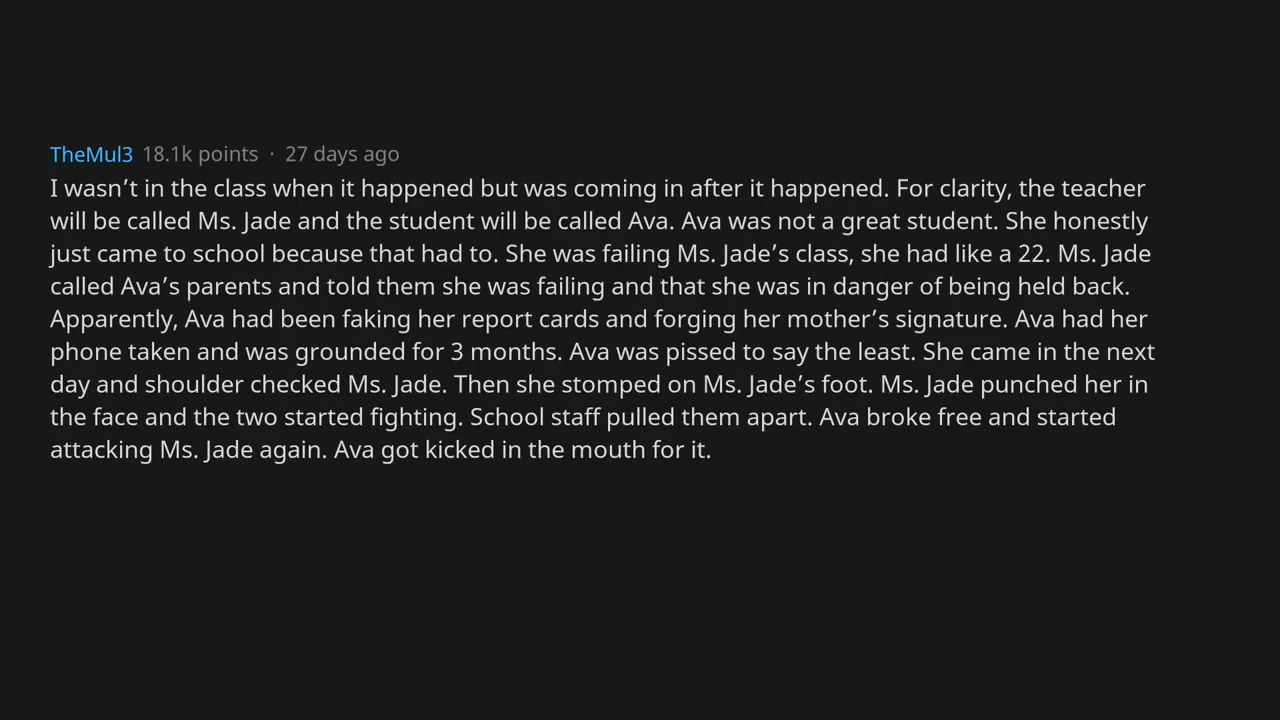 TheMul3 18.1k points · 27 days ago
I wasn’t in the class when it happened but was coming in after it happened. For clarity, the teacher
will be called Ms. Jade and the student will be called Ava. Ava was not a great student. She honestly
just came to school because that had to. She was failing Ms. Jade’s class, she had like a 22. Ms. Jade
called Ava’s parents and told them she was failing and that she was in danger of being held back.
Apparently, Ava had been faking her report cards and forging her mother’s signature. Ava had her
phone taken and was grounded for 3 months. Ava was pissed to say the least. She came in the next
day and shoulder checked Ms. Jade. Then she stomped on Ms. Jade’s foot. Ms. Jade punched her in
the face and the two started fighting. School staff pulled them apart. Ava broke free and started
attacking Ms. Jade again. Ava got kicked in the mouth for it.